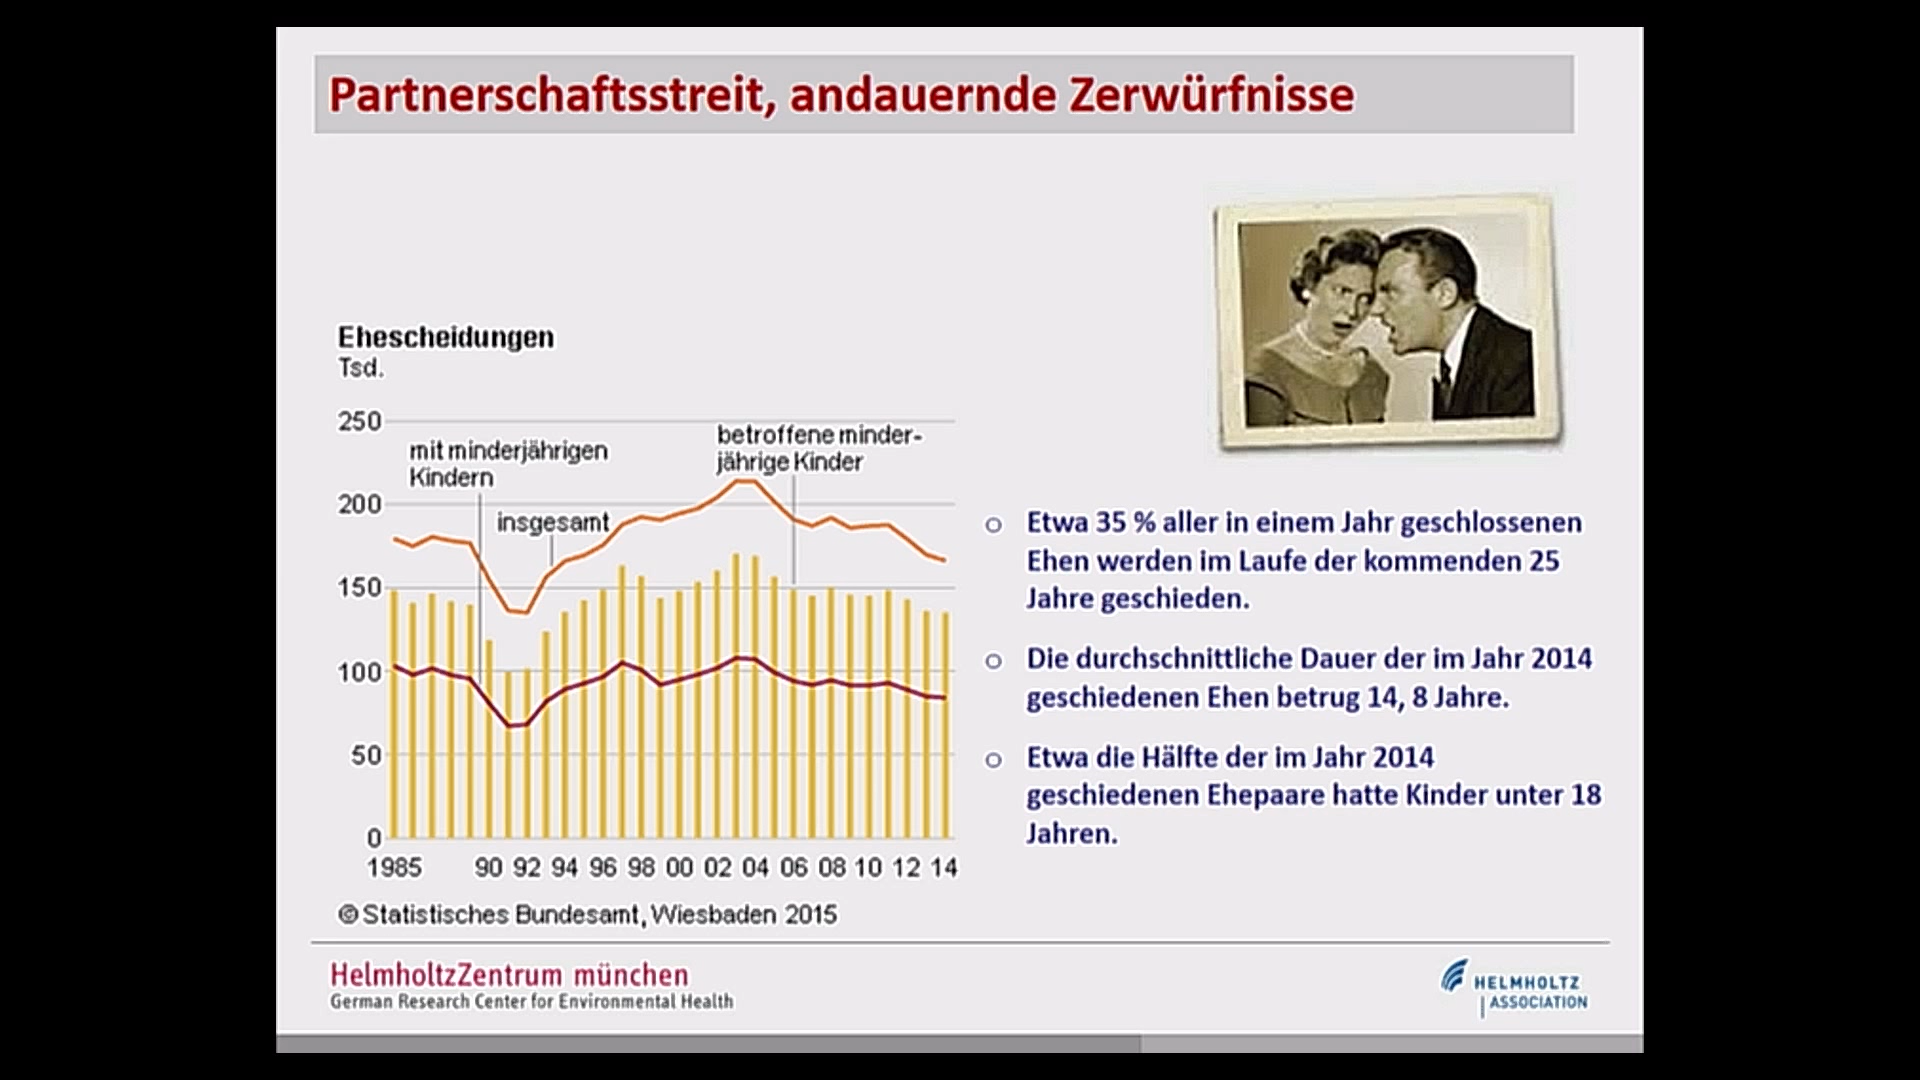 Partnerschaftsstreit, andauernde Zerwürfnisse
Ehescheidungen
Tsd.
250
200
150
100
50
0
mit minderjährigen
Kindern
insgesamt
betroffene minder-
jährige Kinder
1985 90 92 94 96 98 00 02 04 06 08 10 12 14
© Statistisches Bundesamt, Wiesbaden 2015
o Etwa 35 % aller in einem Jahr geschlossenen
Ehen werden im Laufe der kommenden 25
Jahre geschieden.
o Die durchschnittliche Dauer der im Jahr 2014
geschiedenen Ehen betrug 14, 8 Jahre.
o Etwa die Hälfte der im Jahr 2014
geschiedenen Ehepaare hatte Kinder unter 18
Jahren.
HelmholtzZentrum münchen
German Research Center for Environmental Health
HELMHOLTZ
ASSOCIATION